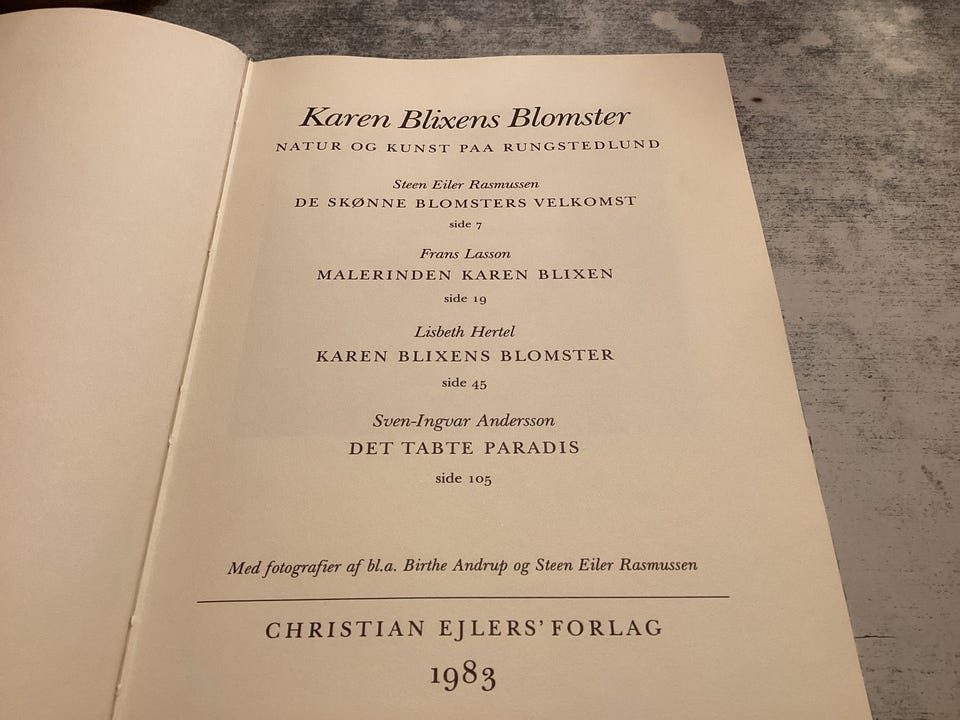 Karen Blixens Blomster
NATUR OG KUNST PAA RUNGSTEDLUND
Steen Eiler Rasmussen
DE SKØNNE BLOMSTERS VELKOMST
side 7
Frans Lasson
MALERINDEN KAREN BLIXEN
side 19
Lisbeth Hertel
KAREN BLIXENS BLOMSTER
side 45
Sven-Ingvar Andersson
DET TABTE PARADIS
side 105
Med fotografier af bl.a. Birthe Andrup og Steen Eiler Rasmussen
CHRISTIAN EJLERS' FORLAG
1983